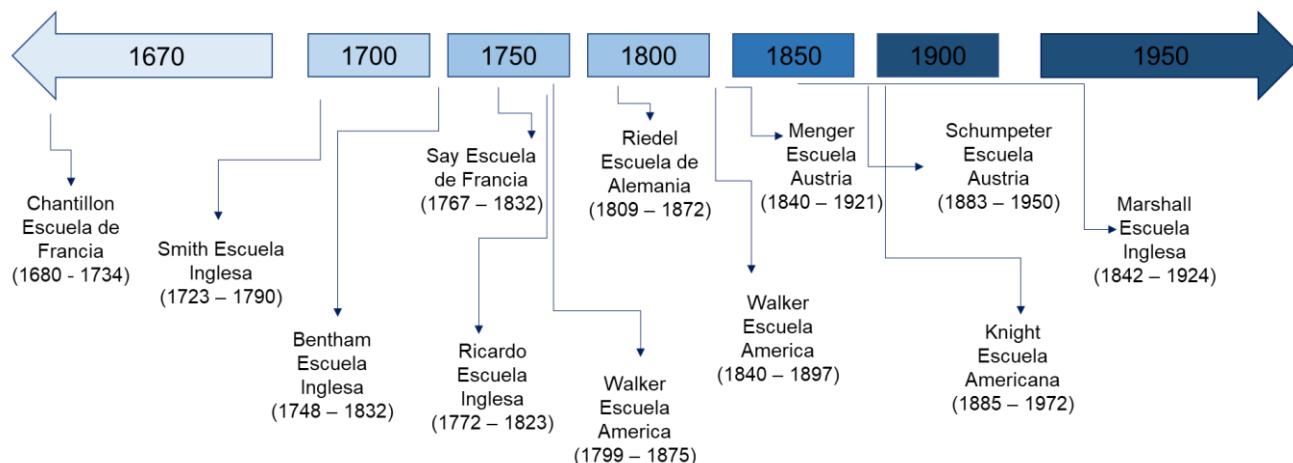 1670
1700
1750
1800
1850
1900
1950
Chantillon
Escuela de
Francia
(1680 - 1734)
Smith Escuela
Inglesa
(1723 – 1790)
Bentham
Escuela
Inglesa
(1748 – 1832)
Say Escuela
de Francia
(1767 – 1832)
Ricardo
Escuela
Inglesa
(1772 – 1823)
Walker
Escuela
America
(1799 – 1875)
Riedel
Escuela de
Alemania
(1809 – 1872)
Walker
Escuela
America
(1840 – 1897)
Menger
Escuela
Austria
(1840 – 1921)
Schumpeter
Escuela
Austria
(1883 – 1950)
Knight
Escuela
Americana
(1885 – 1972)
Marshall
Escuela
Inglesa
(1842 – 1924)